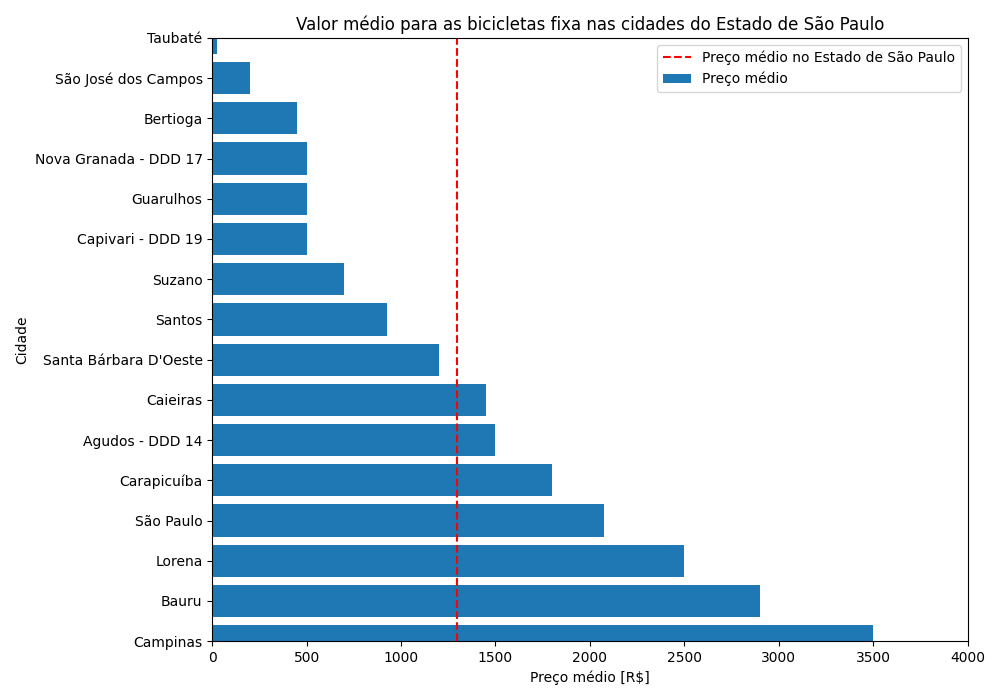 Valor médio para as bicicletas fixa nas cidades do Estado de São Paulo
Preço médio no Estado de São Paulo
Preço médio
Cidade
Taubaté
São José dos Campos
Bertioga
Nova Granada - DDD 17
Guarulhos
Capivari - DDD 19
Suzano
Santos
Santa Bárbara D'Oeste
Caieiras
Agudos - DDD 14
Carapicuíba
São Paulo
Lorena
Bauru
Campinas
0 500 1000 1500 2000 2500 3000 3500 4000
Preço médio [R$]